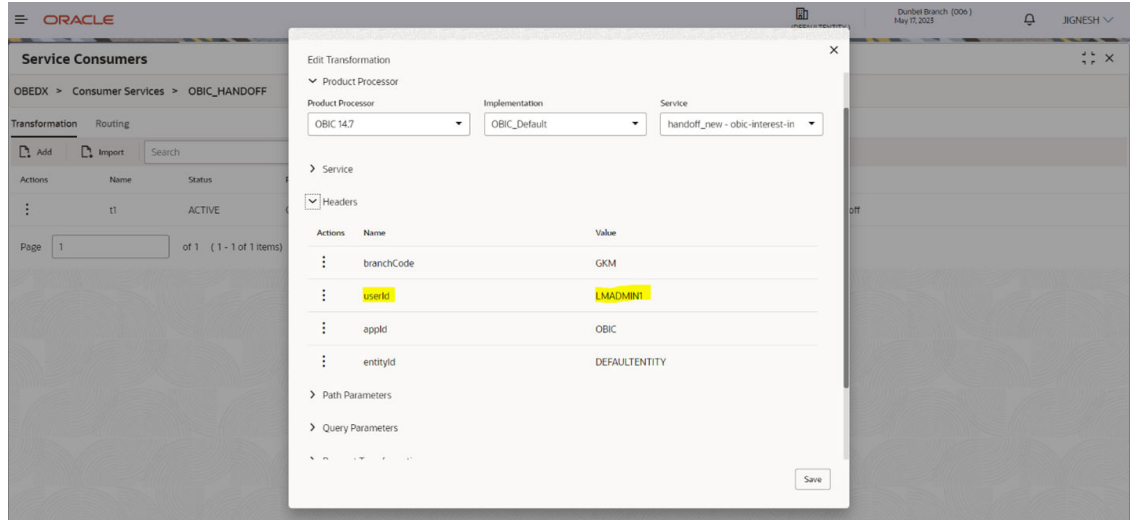 ORACLE
(DEFAULTENTITY)
Dunbel Branch (006)
May 17, 2023
JIGNESH
Service Consumers
OBEDX > Consumer Services > OBIC_HANDOFF
Transformation Routing
Add Import Search
Actions Name Status
t1 ACTIVE
off
Page 1 of 1 (1 - 1 of 1 items)
Edit Transformation
Product Processor
Product Processor Implementation Service
OBIC 14.7 OBIC_Default handoff_new - obic-interest-in
Service
Headers
Actions Name Value
branchCode GKM
userId LMADMIN1
appId OBIC
entityId DEFAULTENTITY
Path Parameters
Query Parameters
Save